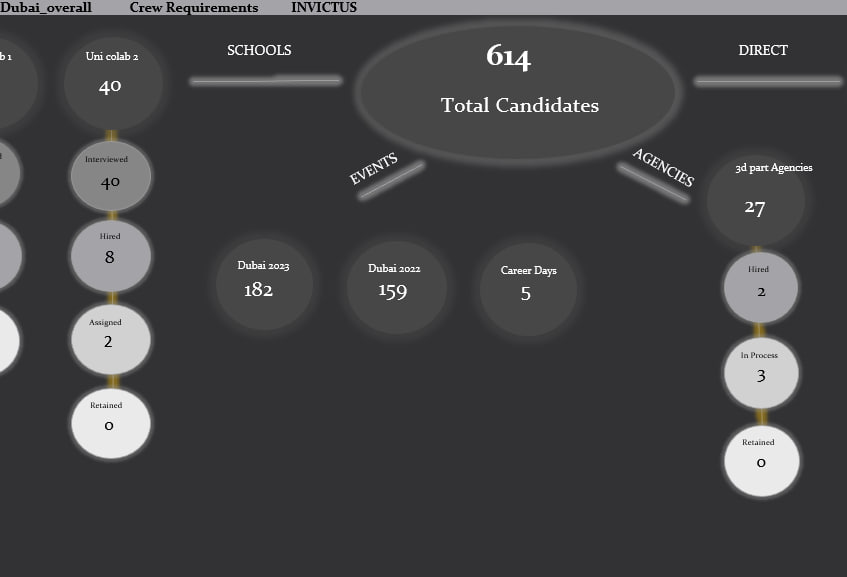 Dubai_overall Crew Requirements INVICTUS
SCHOOLS
614
Total Candidates
DIRECT
EVENTS
AGENCIES
b 1
Uni colab 2
40
Interviewed
40
Hired
8
Assigned
2
Retained
0
Dubai 2023
182
Dubai 2022
159
Career Days
5
3d part Agencies
27
Hired
2
In Process
3
Retained
0